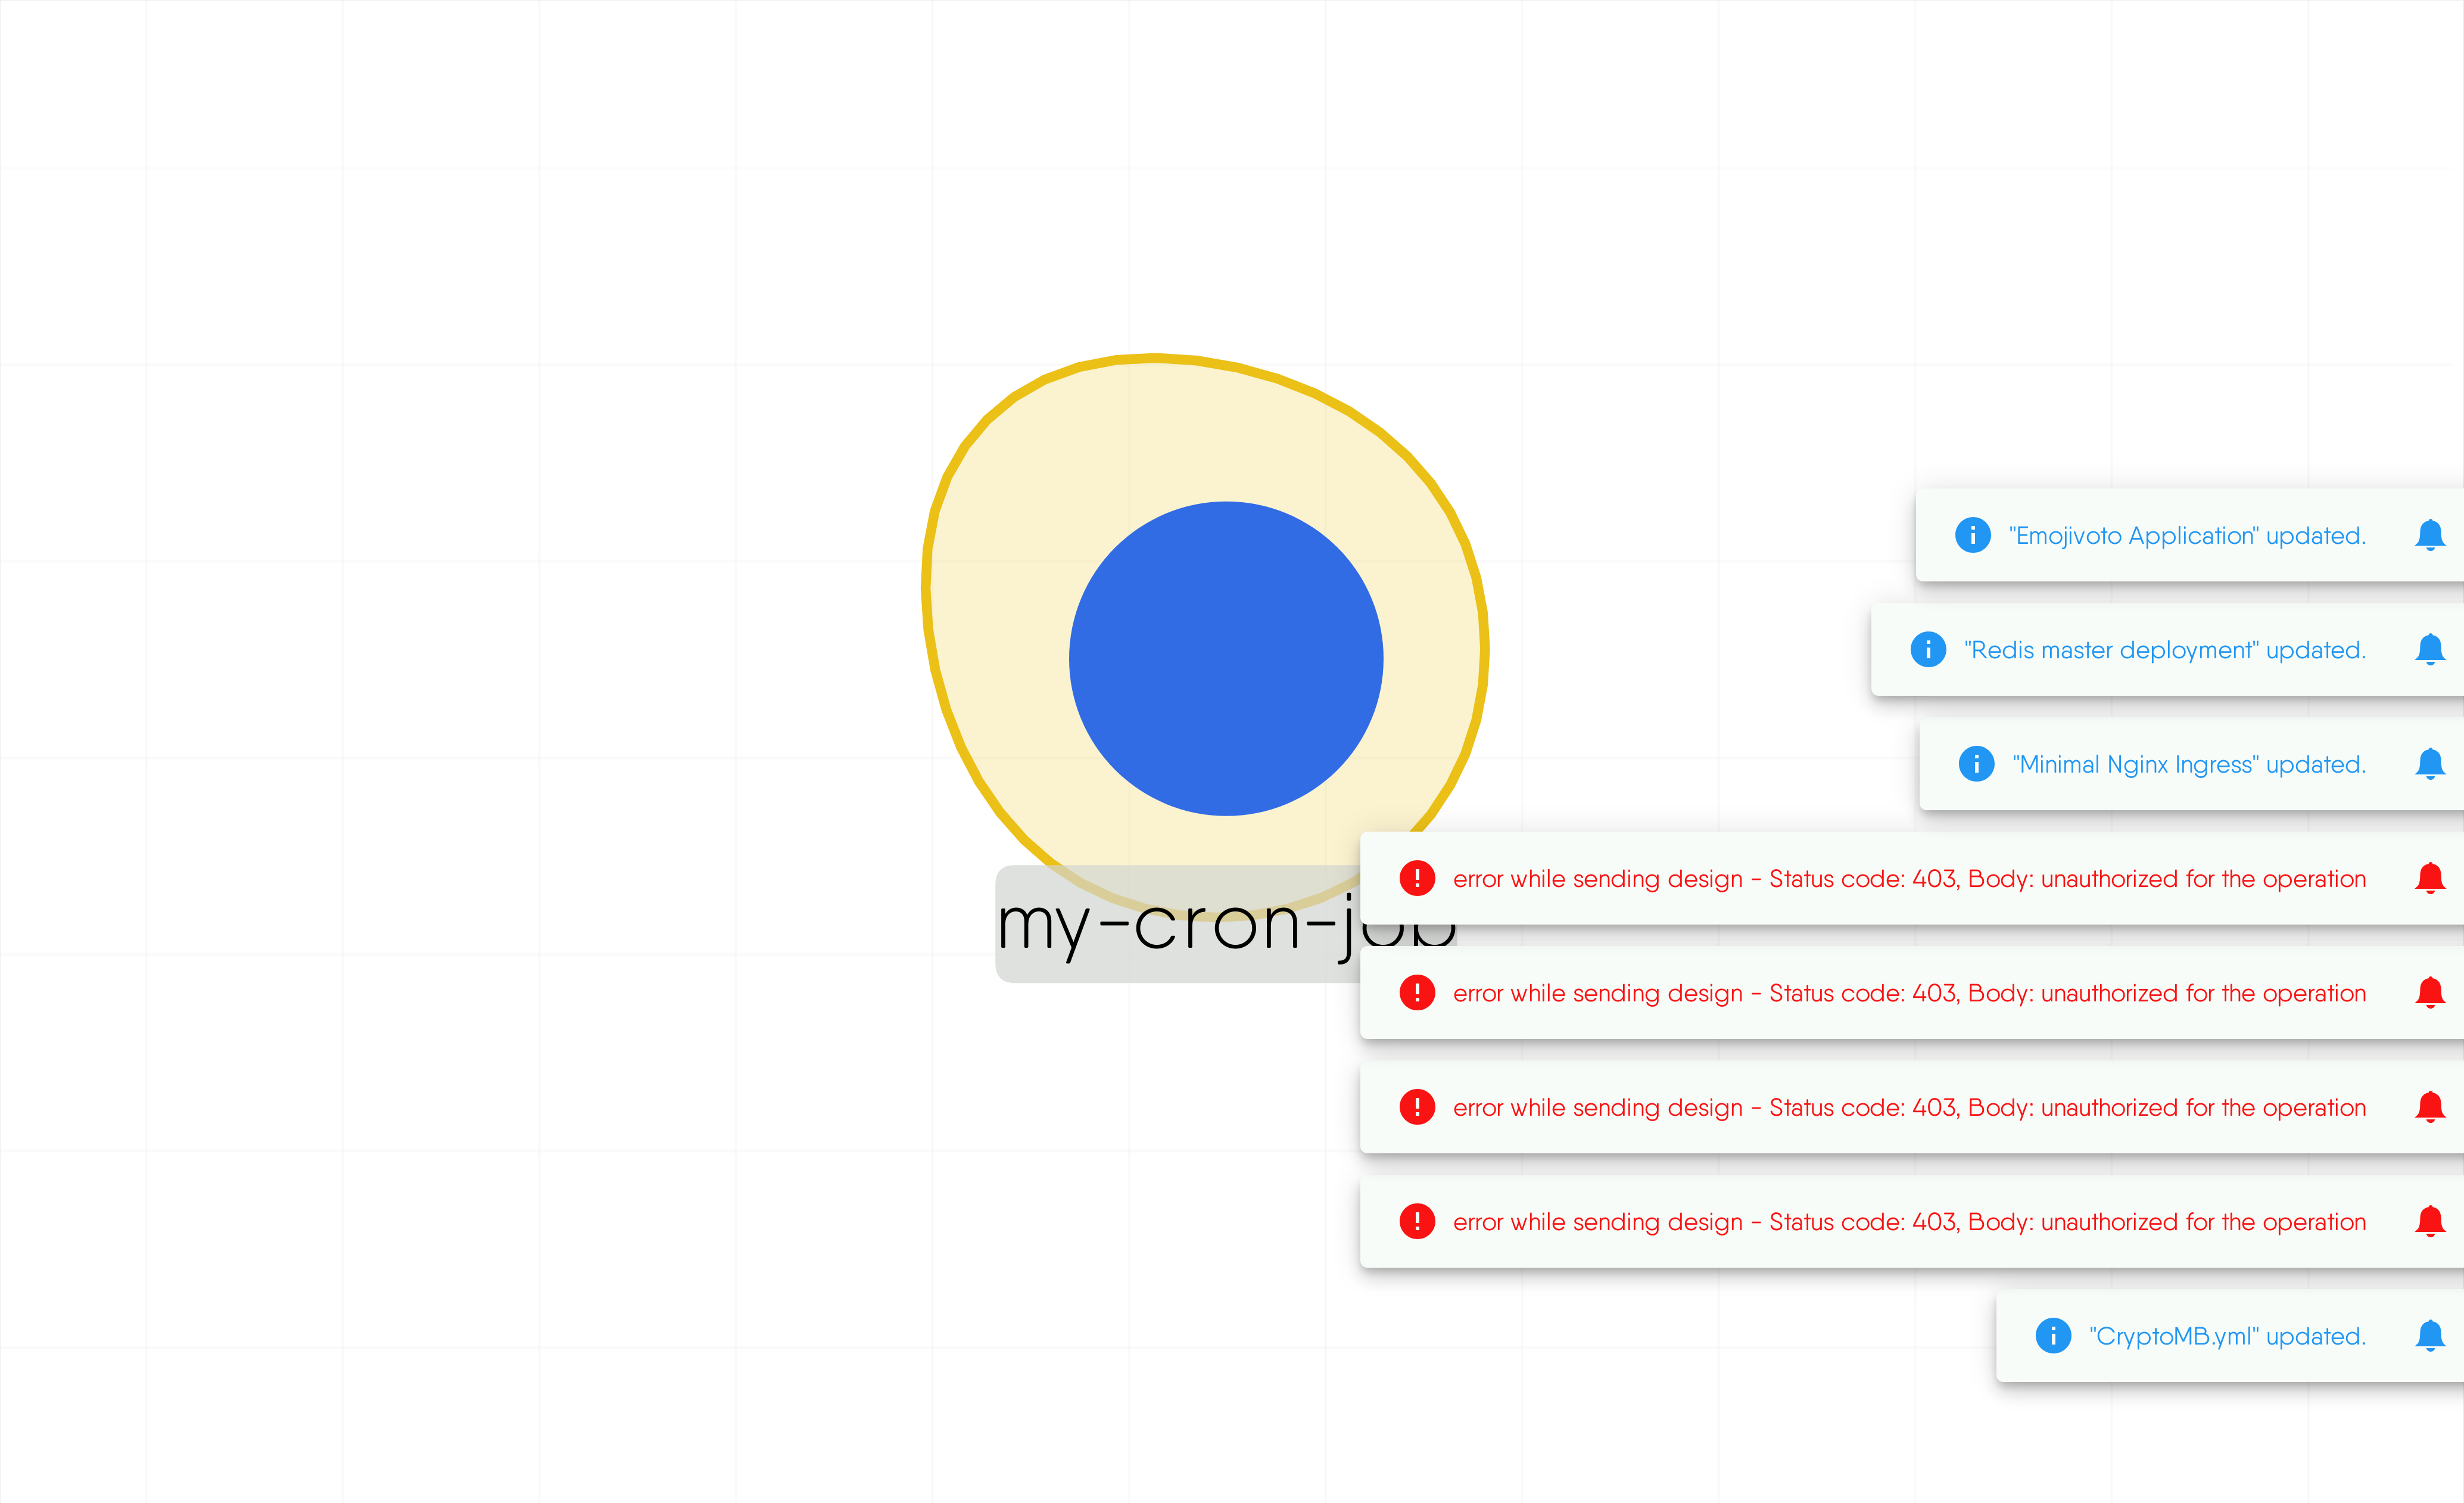 "Emojivoto Application" updated.
"Redis master deployment" updated.
"Minimal Nginx Ingress" updated.
error while sending design - Status code: 403, Body: unauthorized for the operation
my-cron-job
error while sending design - Status code: 403, Body: unauthorized for the operation
error while sending design - Status code: 403, Body: unauthorized for the operation
error while sending design - Status code: 403, Body: unauthorized for the operation
"CryptoMB.yml" updated.